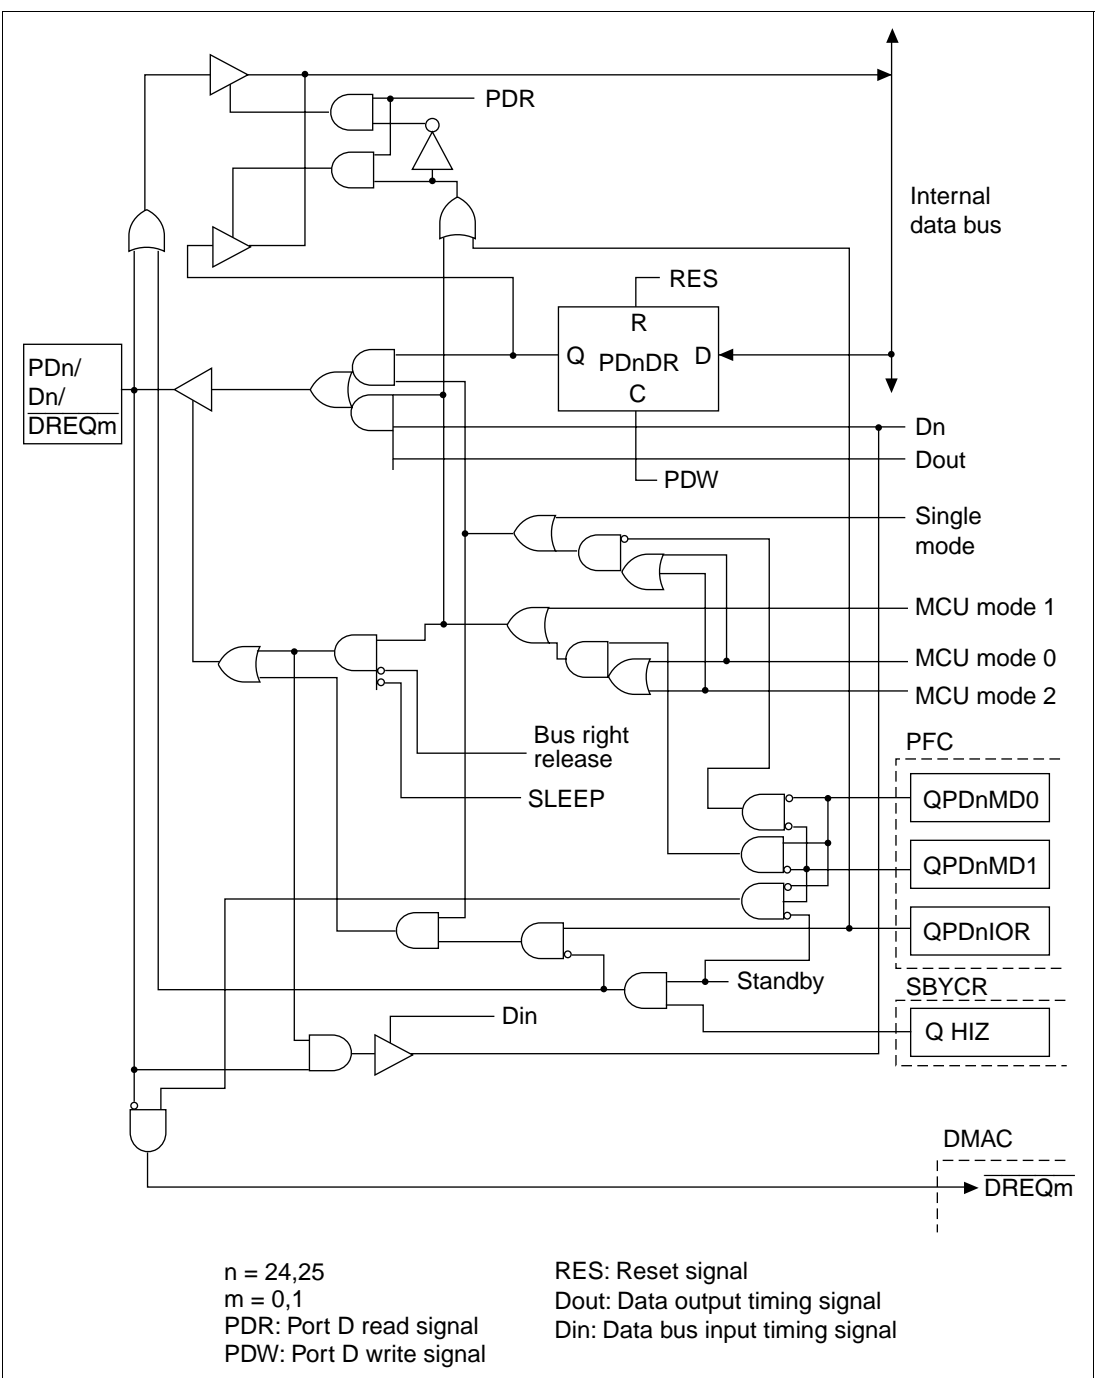 PDR
Internal
data bus
RES
R
Q PDnDR D
C
PDn/
Dn/
DREQm
Dn
Dout
PDW
Single
mode
MCU mode 1
MCU mode 0
MCU mode 2
Bus right
release
SLEEP
PFC
QPDnMD0
QPDnMD1
QPDnIOR
Standby
SBYCR
Q HIZ
Din
DMAC
DREQm
n = 24,25
m = 0,1
PDR: Port D read signal
PDW: Port D write signal
RES: Reset signal
Dout: Data output timing signal
Din: Data bus input timing signal